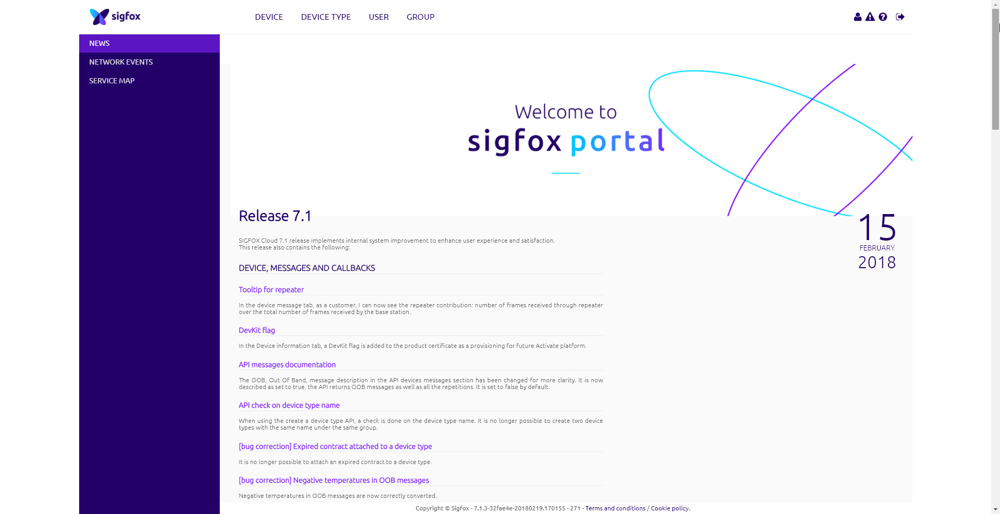 sigfox
DEVICE DEVICE TYPE USER GROUP
NEWS
NETWORK EVENTS
SERVICE MAP
Welcome to
sigfox portal
Release 7.1
15
FEBRUARY
2018
SIGFOX Cloud 7.1 release implements internal system improvement to enhance user experience and satisfaction.
This release also contains the following:
DEVICE, MESSAGES AND CALLBACKS
Tooltip for repeater
In the device message tab, as a customer, I can now see the repeater contribution: number of frames received through repeater
over the total number of frames received by the base station.
DevKit flag
In the Device information tab, a DevKit flag is added to the product certificate as a provisioning for future Activate platform.
API messages documentation
The OOB, Out Of Band, message description in the API devices messages section has been changed for more clarity. It is now
described as set to true, the API returns OOB messages as well as all the repetitions. It is set to false by default.
API check on device type name
When using the create a device type API, a check is done on the device type name. It is no longer possible to create two device
types with the same name under the same group.
[bug correction] Expired contract attached to a device type
It is no longer possible to attach an expired contract to a device type.
[bug correction] Negative temperatures in OOB messages
Negative temperatures in OOB messages are now correctly converted.
Copyright © Sigfox - 7.1.3-32fae4e-20180219.170155 - 271 - Terms and conditions / Cookie policy.